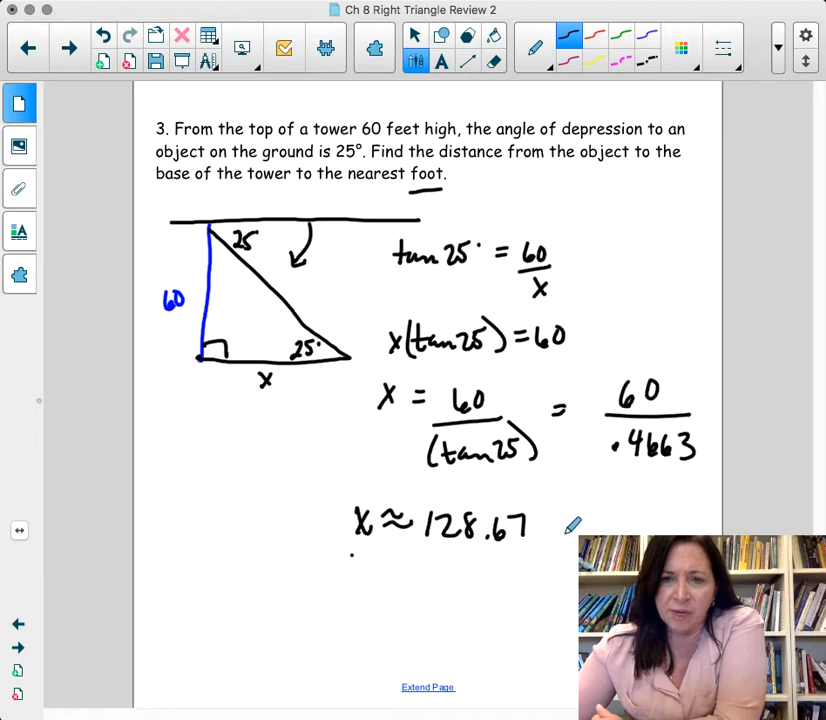 Ch 8 Right Triangle Review 2
3. From the top of a tower 60 feet high, the angle of depression to an
object on the ground is 25°. Find the distance from the object to the
base of the tower to the nearest foot.
25
60
25°
x
tan 25° = 60/x
x(tan 25) = 60
x = 60/(tan 25) = 60/.4663
x ≈ 128.67
Extend Page